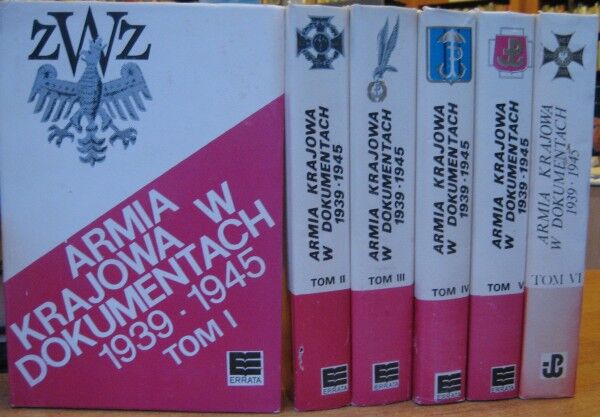 ZWZ
ARMIA
KRAJOWA W
DOKUMENTACH
1939 - 1945
TOM I
ERRATA
ARMIA KRAJOWA
W DOKUMENTACH
1939 - 1945
TOM II
ERRATA
ARMIA KRAJOWA
W DOKUMENTACH
1939 - 1945
TOM III
ERRATA
ARMIA KRAJOWA
W DOKUMENTACH
1939 - 1945
TOM IV
ERRATA
ARMIA KRAJOWA
W DOKUMENTACH
1939 - 1945
TOM V
ERRATA
ARMIA KRAJOWA
W DOKUMENTACH
1939 - 1945
TOM VI